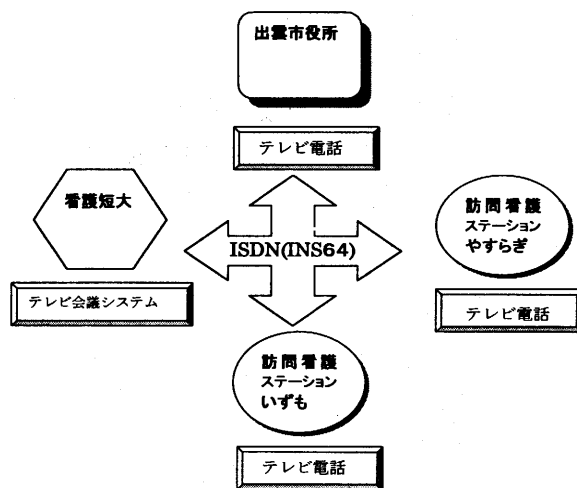 出雲市役所
テレビ電話
看護短大
テレビ会議システム
ISDN(INS64)
訪問看護
ステーション
やすらぎ
テレビ電話
訪問看護
ステーション
いずも
テレビ電話